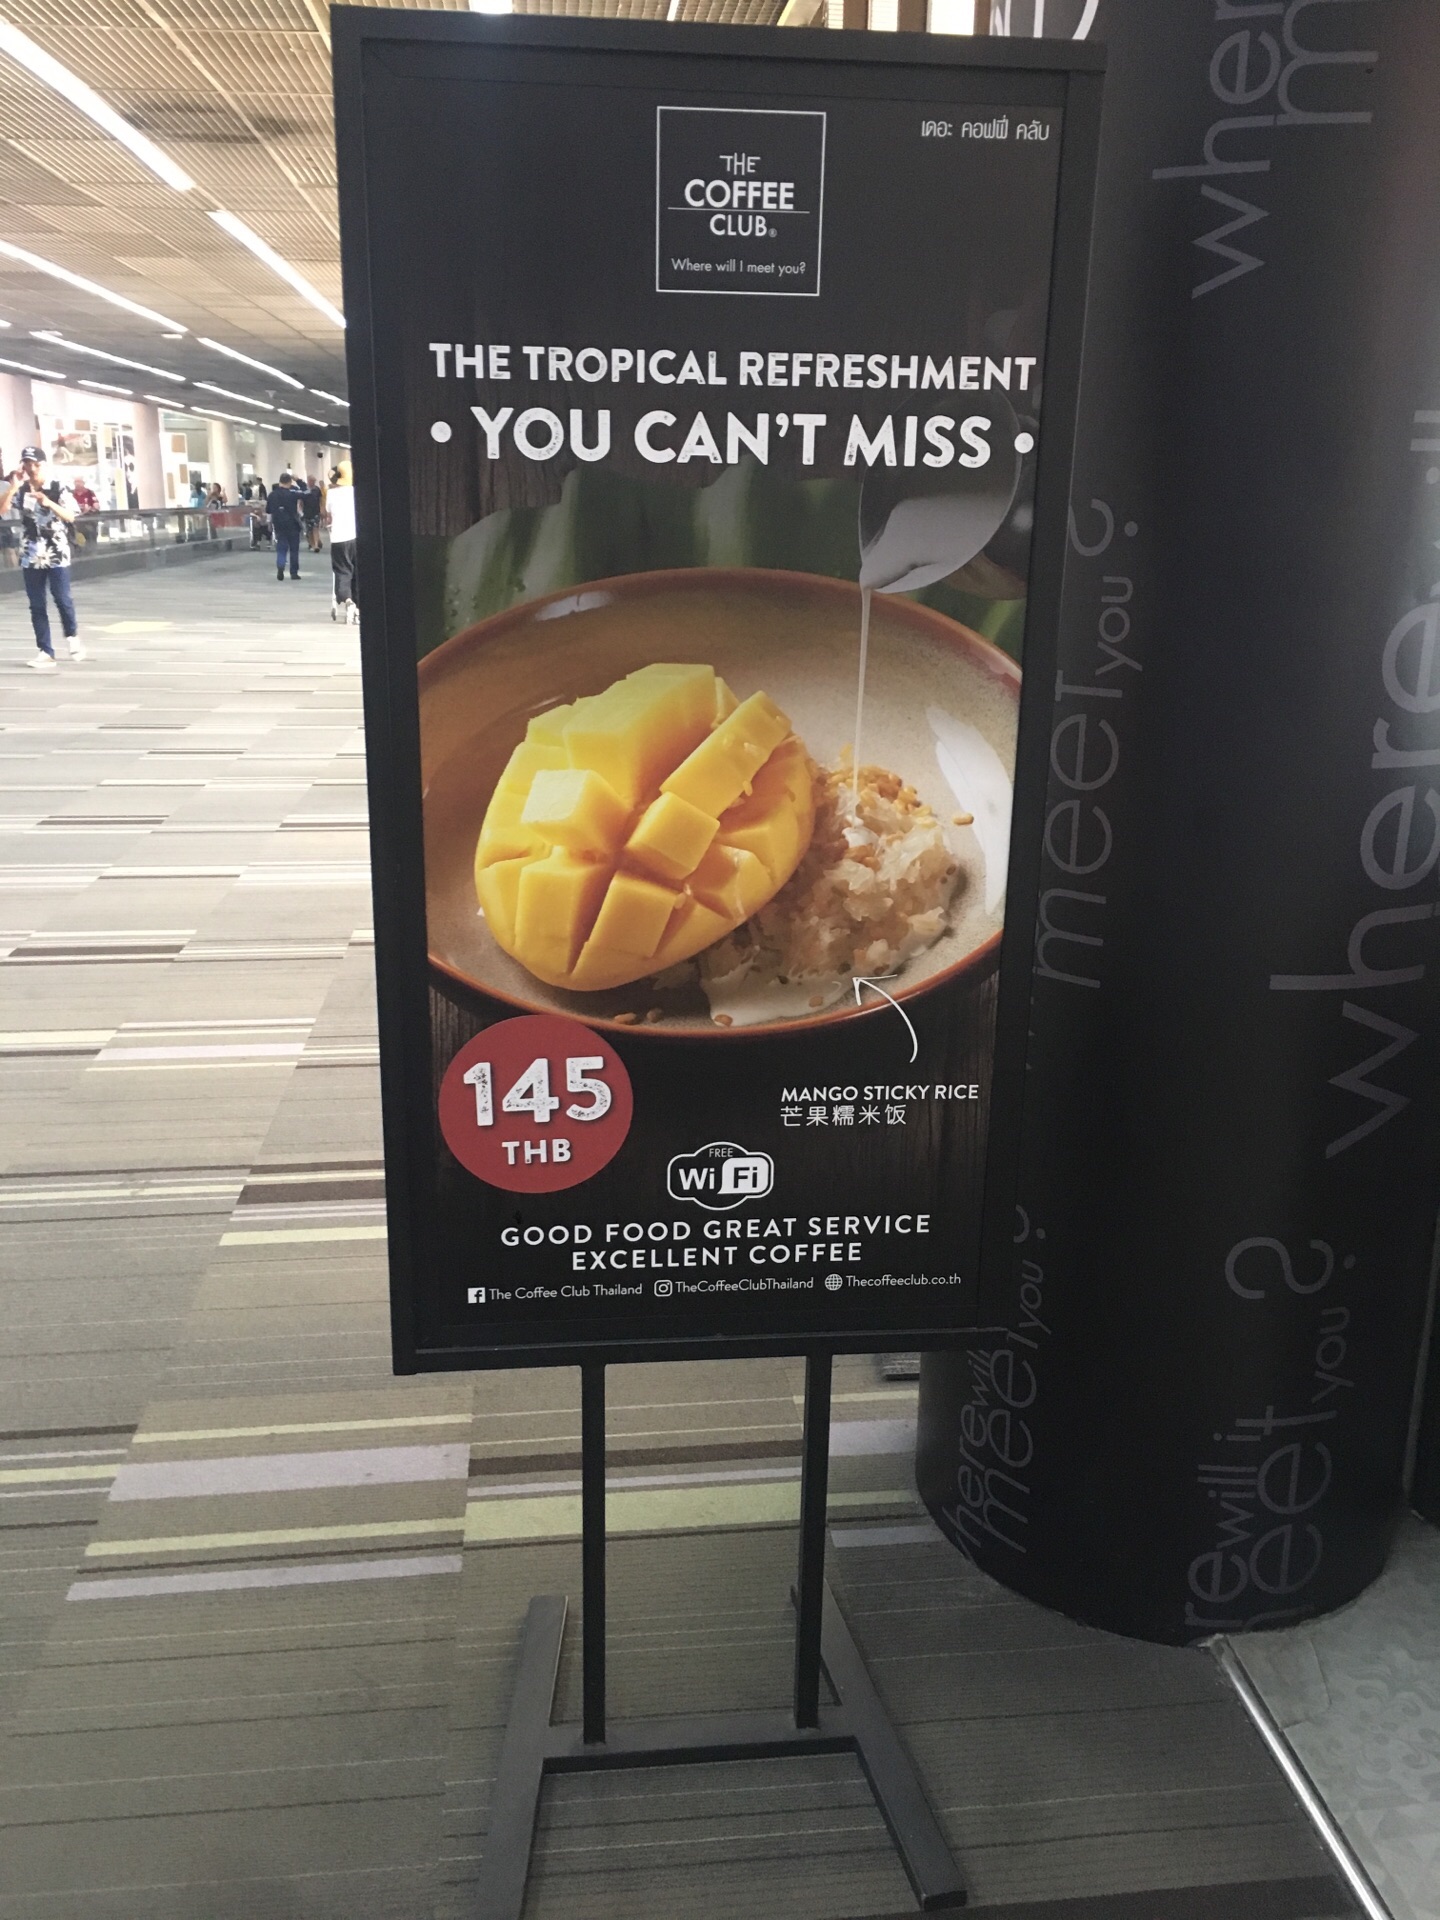 เดอะ คอฟฟี่ คลับ
THE
COFFEE
CLUB®
Where will I meet you?
THE TROPICAL REFRESHMENT
• YOU CAN'T MISS •
145
THB
MANGO STICKY RICE
芒果糯米饭
FREE
Wi Fi
GOOD FOOD GREAT SERVICE
EXCELLENT COFFEE
The Coffee Club Thailand TheCoffeeClubThailand Thecoffeeclub.co.th
meet you?
where
where
meet you?
will
meet you?